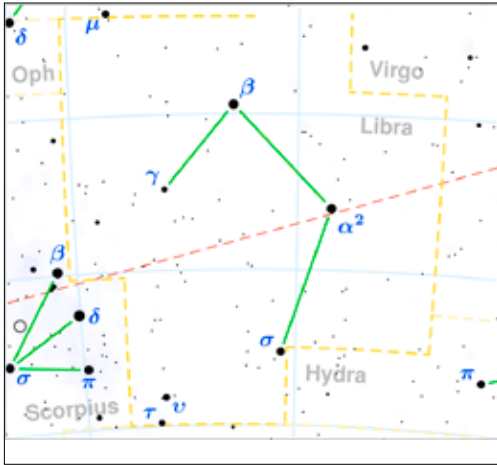 δ
μ
Oph
Virgo
β
Libra
γ
α²
β
δ
σ
σ
π
Hydra
π
Scorpius
τ υ